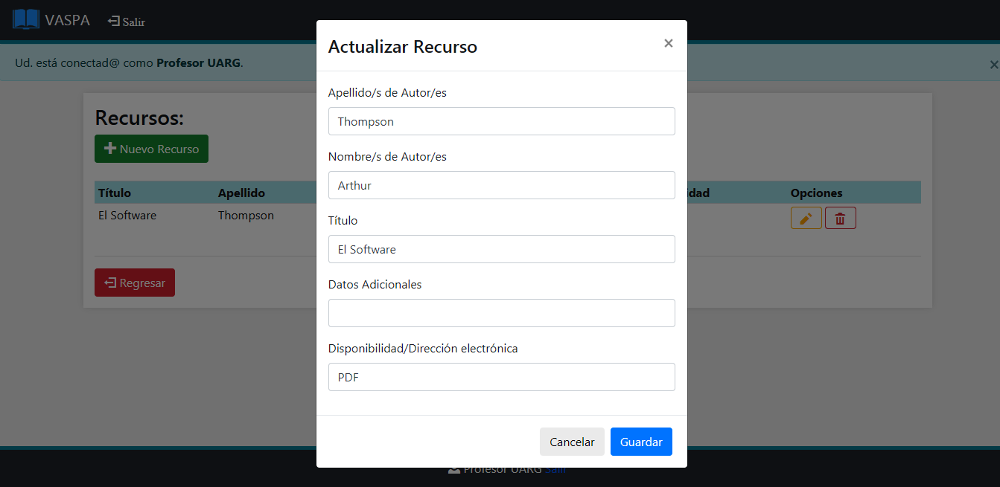 VASPA Salir
Ud. está conectad@ como Profesor UARG.
Recursos:
Nuevo Recurso
Título Apellido idad Opciones
El Software Thompson
Regresar
Actualizar Recurso ×
Apellido/s de Autor/es
Thompson
Nombre/s de Autor/es
Arthur
Título
El Software
Datos Adicionales
Disponibilidad/Dirección electrónica
PDF
Cancelar Guardar
Profesor UARG Salir